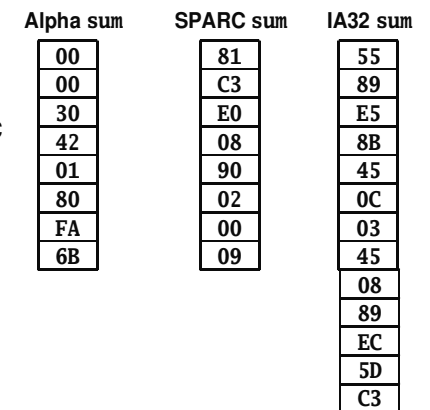 Alpha sum SPARC sum IA32 sum
00 81 55
00 C3 89
30 E0 E5
42 08 8B
01 90 45
80 02 0C
FA 00 03
6B 09 45
08
89
EC
5D
C3